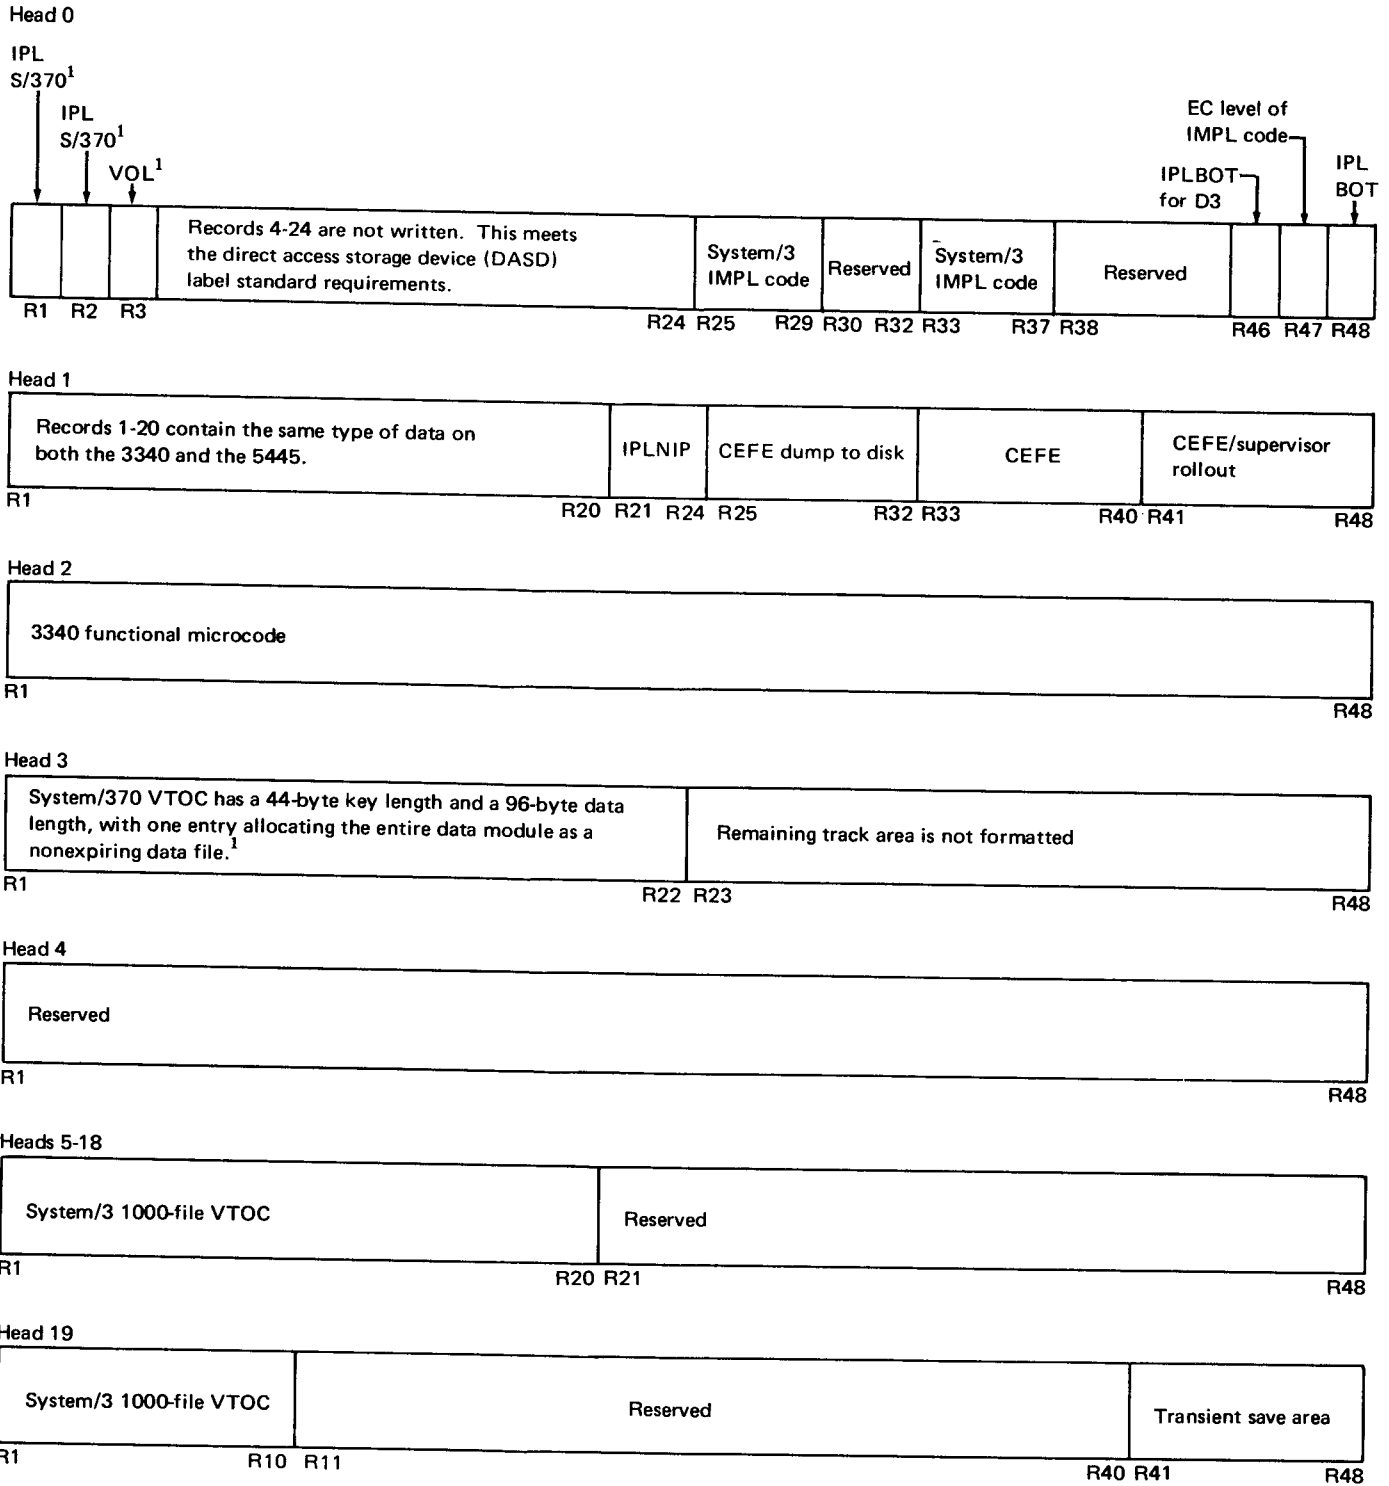 Head 0
IPL
S/370¹
IPL
S/370¹
VOL¹
EC level of
IMPL code
IPLBOT
for D3
IPL
BOT
Records 4-24 are not written. This meets
the direct access storage device (DASD)
label standard requirements.
System/3
IMPL code
Reserved
System/3
IMPL code
Reserved
R1 R2 R3 R24 R25 R29 R30 R32 R33 R37 R38 R46 R47 R48
Head 1
Records 1-20 contain the same type of data on
both the 3340 and the 5445.
IPLNIP
CEFE dump to disk
CEFE
CEFE/supervisor
rollout
R1 R20 R21 R24 R25 R32 R33 R40 R41 R48
Head 2
3340 functional microcode
R1 R48
Head 3
System/370 VTOC has a 44-byte key length and a 96-byte data
length, with one entry allocating the entire data module as a
nonexpiring data file.¹
Remaining track area is not formatted
R1 R22 R23 R48
Head 4
Reserved
R1 R48
Heads 5-18
System/3 1000-file VTOC
Reserved
R1 R20 R21 R48
Head 19
System/3 1000-file VTOC
Reserved
Transient save area
R1 R10 R11 R40 R41 R48